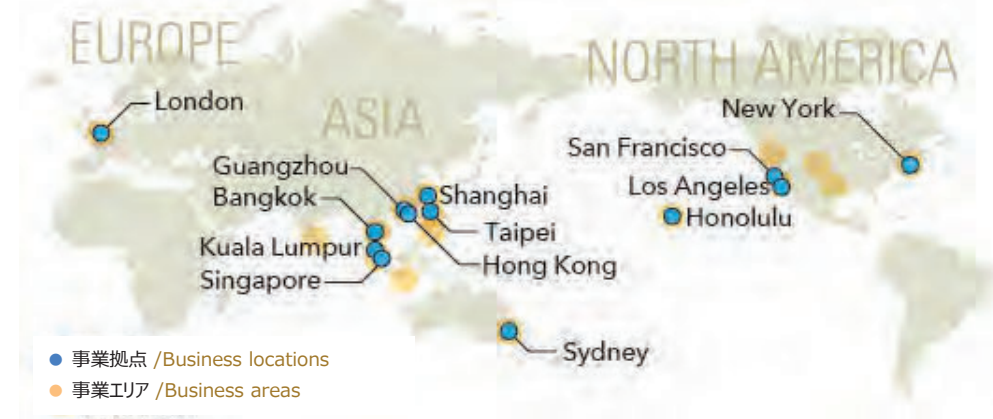 EUROPE
NORTH AMERICA
London
ASIA
New York
San Francisco
Guangzhou
Los Angeles
Bangkok
Shanghai
Honolulu
Taipei
Kuala Lumpur
Hong Kong
Singapore
Sydney
事業拠点 /Business locations
事業エリア /Business areas